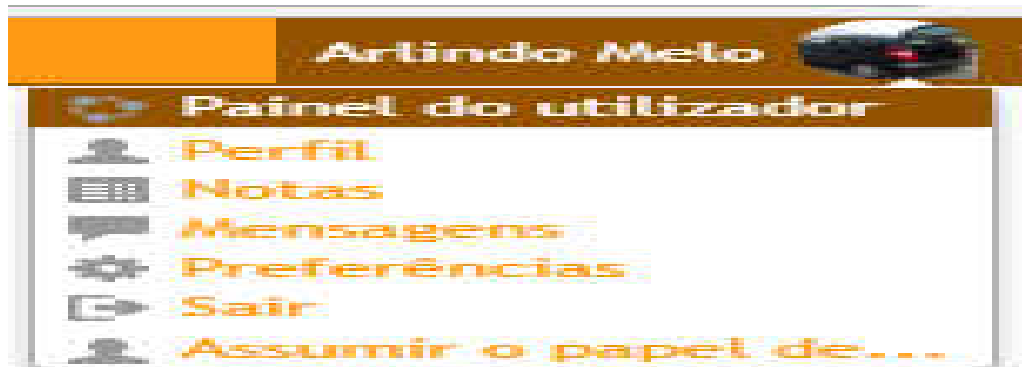 Arlindo Melo
Painel do utilizador
Perfil
Notas
Mensagens
Preferências
Sair
Assumir o papel de...